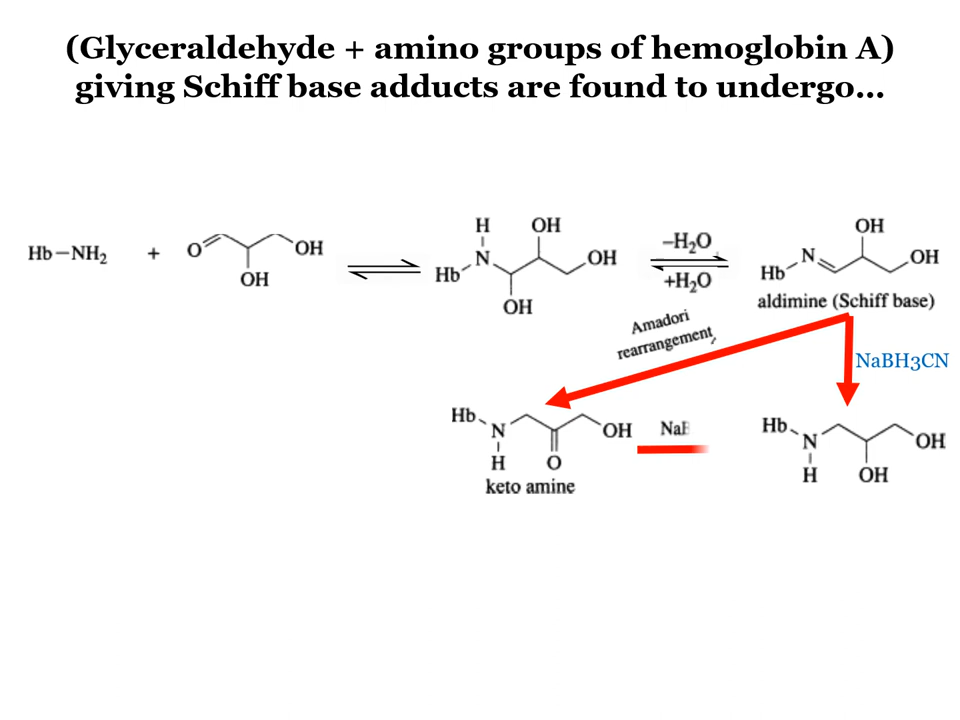 (Glyceraldehyde + amino groups of hemoglobin A)
giving Schiff base adducts are found to undergo...
Hb–NH₂ + O OH OH
H OH
N OH
Hb
OH
–H₂O
+H₂O
OH
N OH
Hb
aldimine (Schiff base)
Amadori
rearrangement
NaBH3CN
Hb
N OH
H O
keto amine
Hb
N OH
H OH